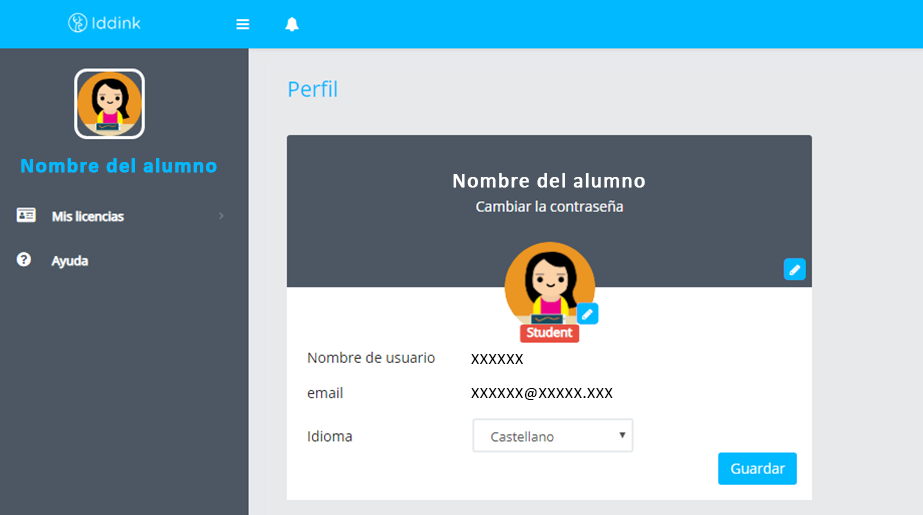 Iddink
Perfil
Nombre del alumno
Mis licencias
Ayuda
Nombre del alumno
Cambiar la contraseña
Student
Nombre de usuario XXXXXX
email XXXXXX@XXXXX.XXX
Idioma Castellano
Guardar